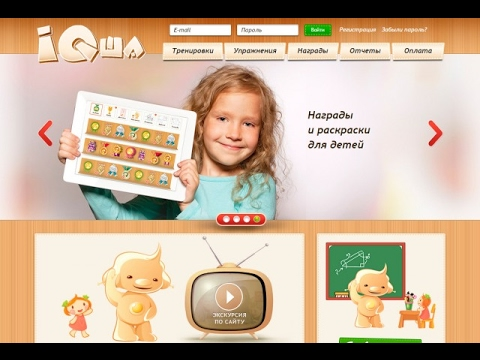 iQша
E-mail
Пароль
Войти
Регистрация
Забыли пароль?
Тренировки
Упражнения
Награды
Отчеты
Оплата
Награды
и раскраски
для детей
ЭКСКУРСИЯ
ПО САЙТУ